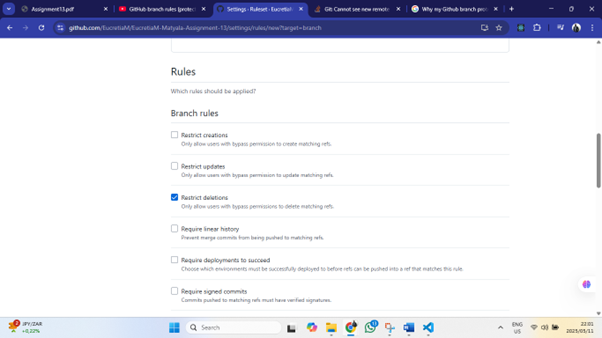 Assignment13.pdf
GitHub branch rules (protect
Settings · Ruleset · Eucretia
Git: Cannot see new remote
Why my Github branch prot
github.com/EucretiaM/EucretiaM-Matyala-Assignment-13/settings/rules/new?target=branch
Rules
Which rules should be applied?
Branch rules
Restrict creations
Only allow users with bypass permission to create matching refs.
Restrict updates
Only allow users with bypass permission to update matching refs.
Restrict deletions
Only allow users with bypass permissions to delete matching refs.
Require linear history
Prevent merge commits from being pushed to matching refs.
Require deployments to succeed
Choose which environments must be successfully deployed to before refs can be pushed into a ref that matches this rule.
Require signed commits
Commits pushed to matching refs must have verified signatures.
JPY/ZAR
+0,22%
Search
ENG
US
22:01
2025/05/11